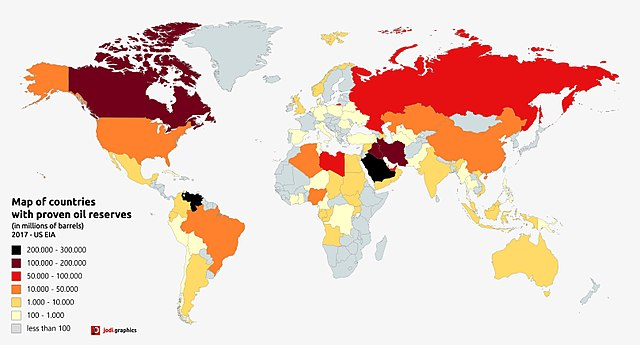 Map of countries
with proven oil reserves
(in millions of barrels)
2017 - US EIA
200.000 - 300.000
100.000 - 200.000
50.000 - 100.000
10.000 - 50.000
1.000 - 10.000
100 - 1.000
less than 100
jodi graphics